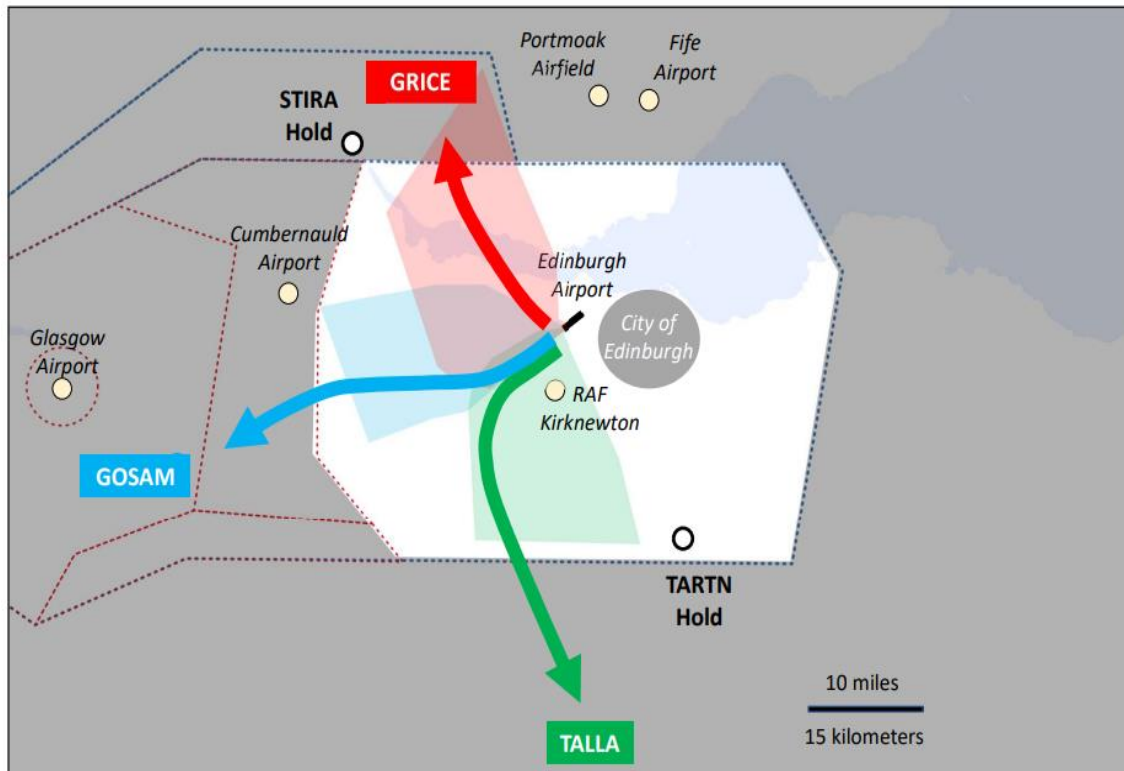 Portmoak
Airfield
Fife
Airport
GRICE
STIRA
Hold
Cumbernauld
Airport
Edinburgh
Airport
City of
Edinburgh
Glasgow
Airport
RAF
Kirknewton
GOSAM
TARTN
Hold
10 miles
15 kilometers
TALLA